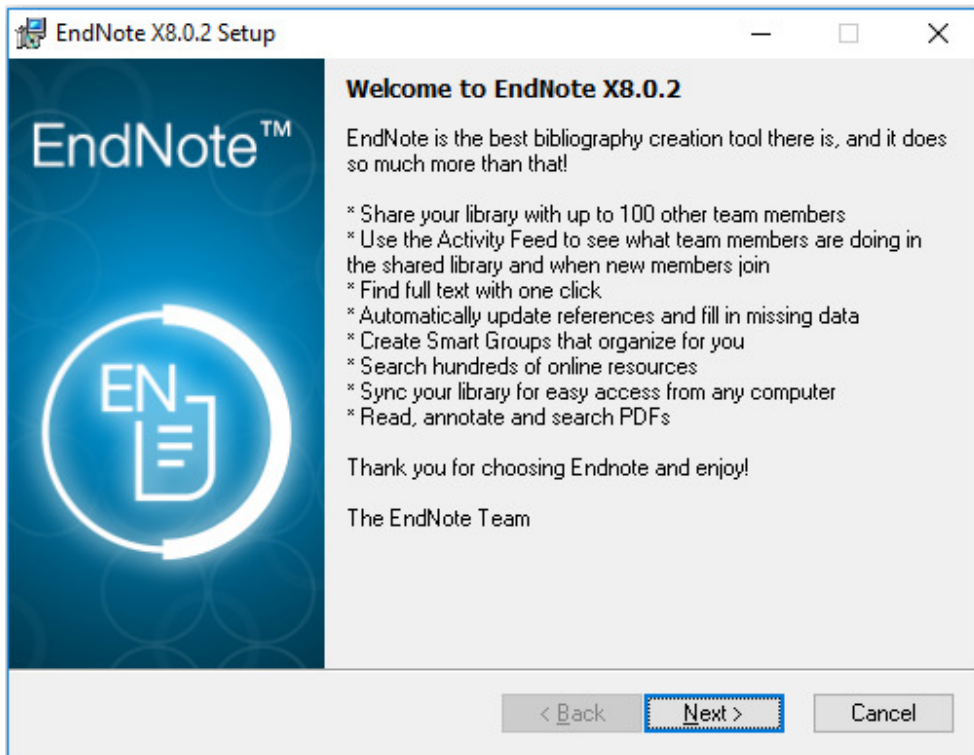 EndNote X8.0.2 Setup
EndNote™
EN
Welcome to EndNote X8.0.2
EndNote is the best bibliography creation tool there is, and it does
so much more than that!
* Share your library with up to 100 other team members
* Use the Activity Feed to see what team members are doing in
the shared library and when new members join
* Find full text with one click
* Automatically update references and fill in missing data
* Create Smart Groups that organize for you
* Search hundreds of online resources
* Sync your library for easy access from any computer
* Read, annotate and search PDFs
Thank you for choosing Endnote and enjoy!
The EndNote Team
< Back
Next >
Cancel